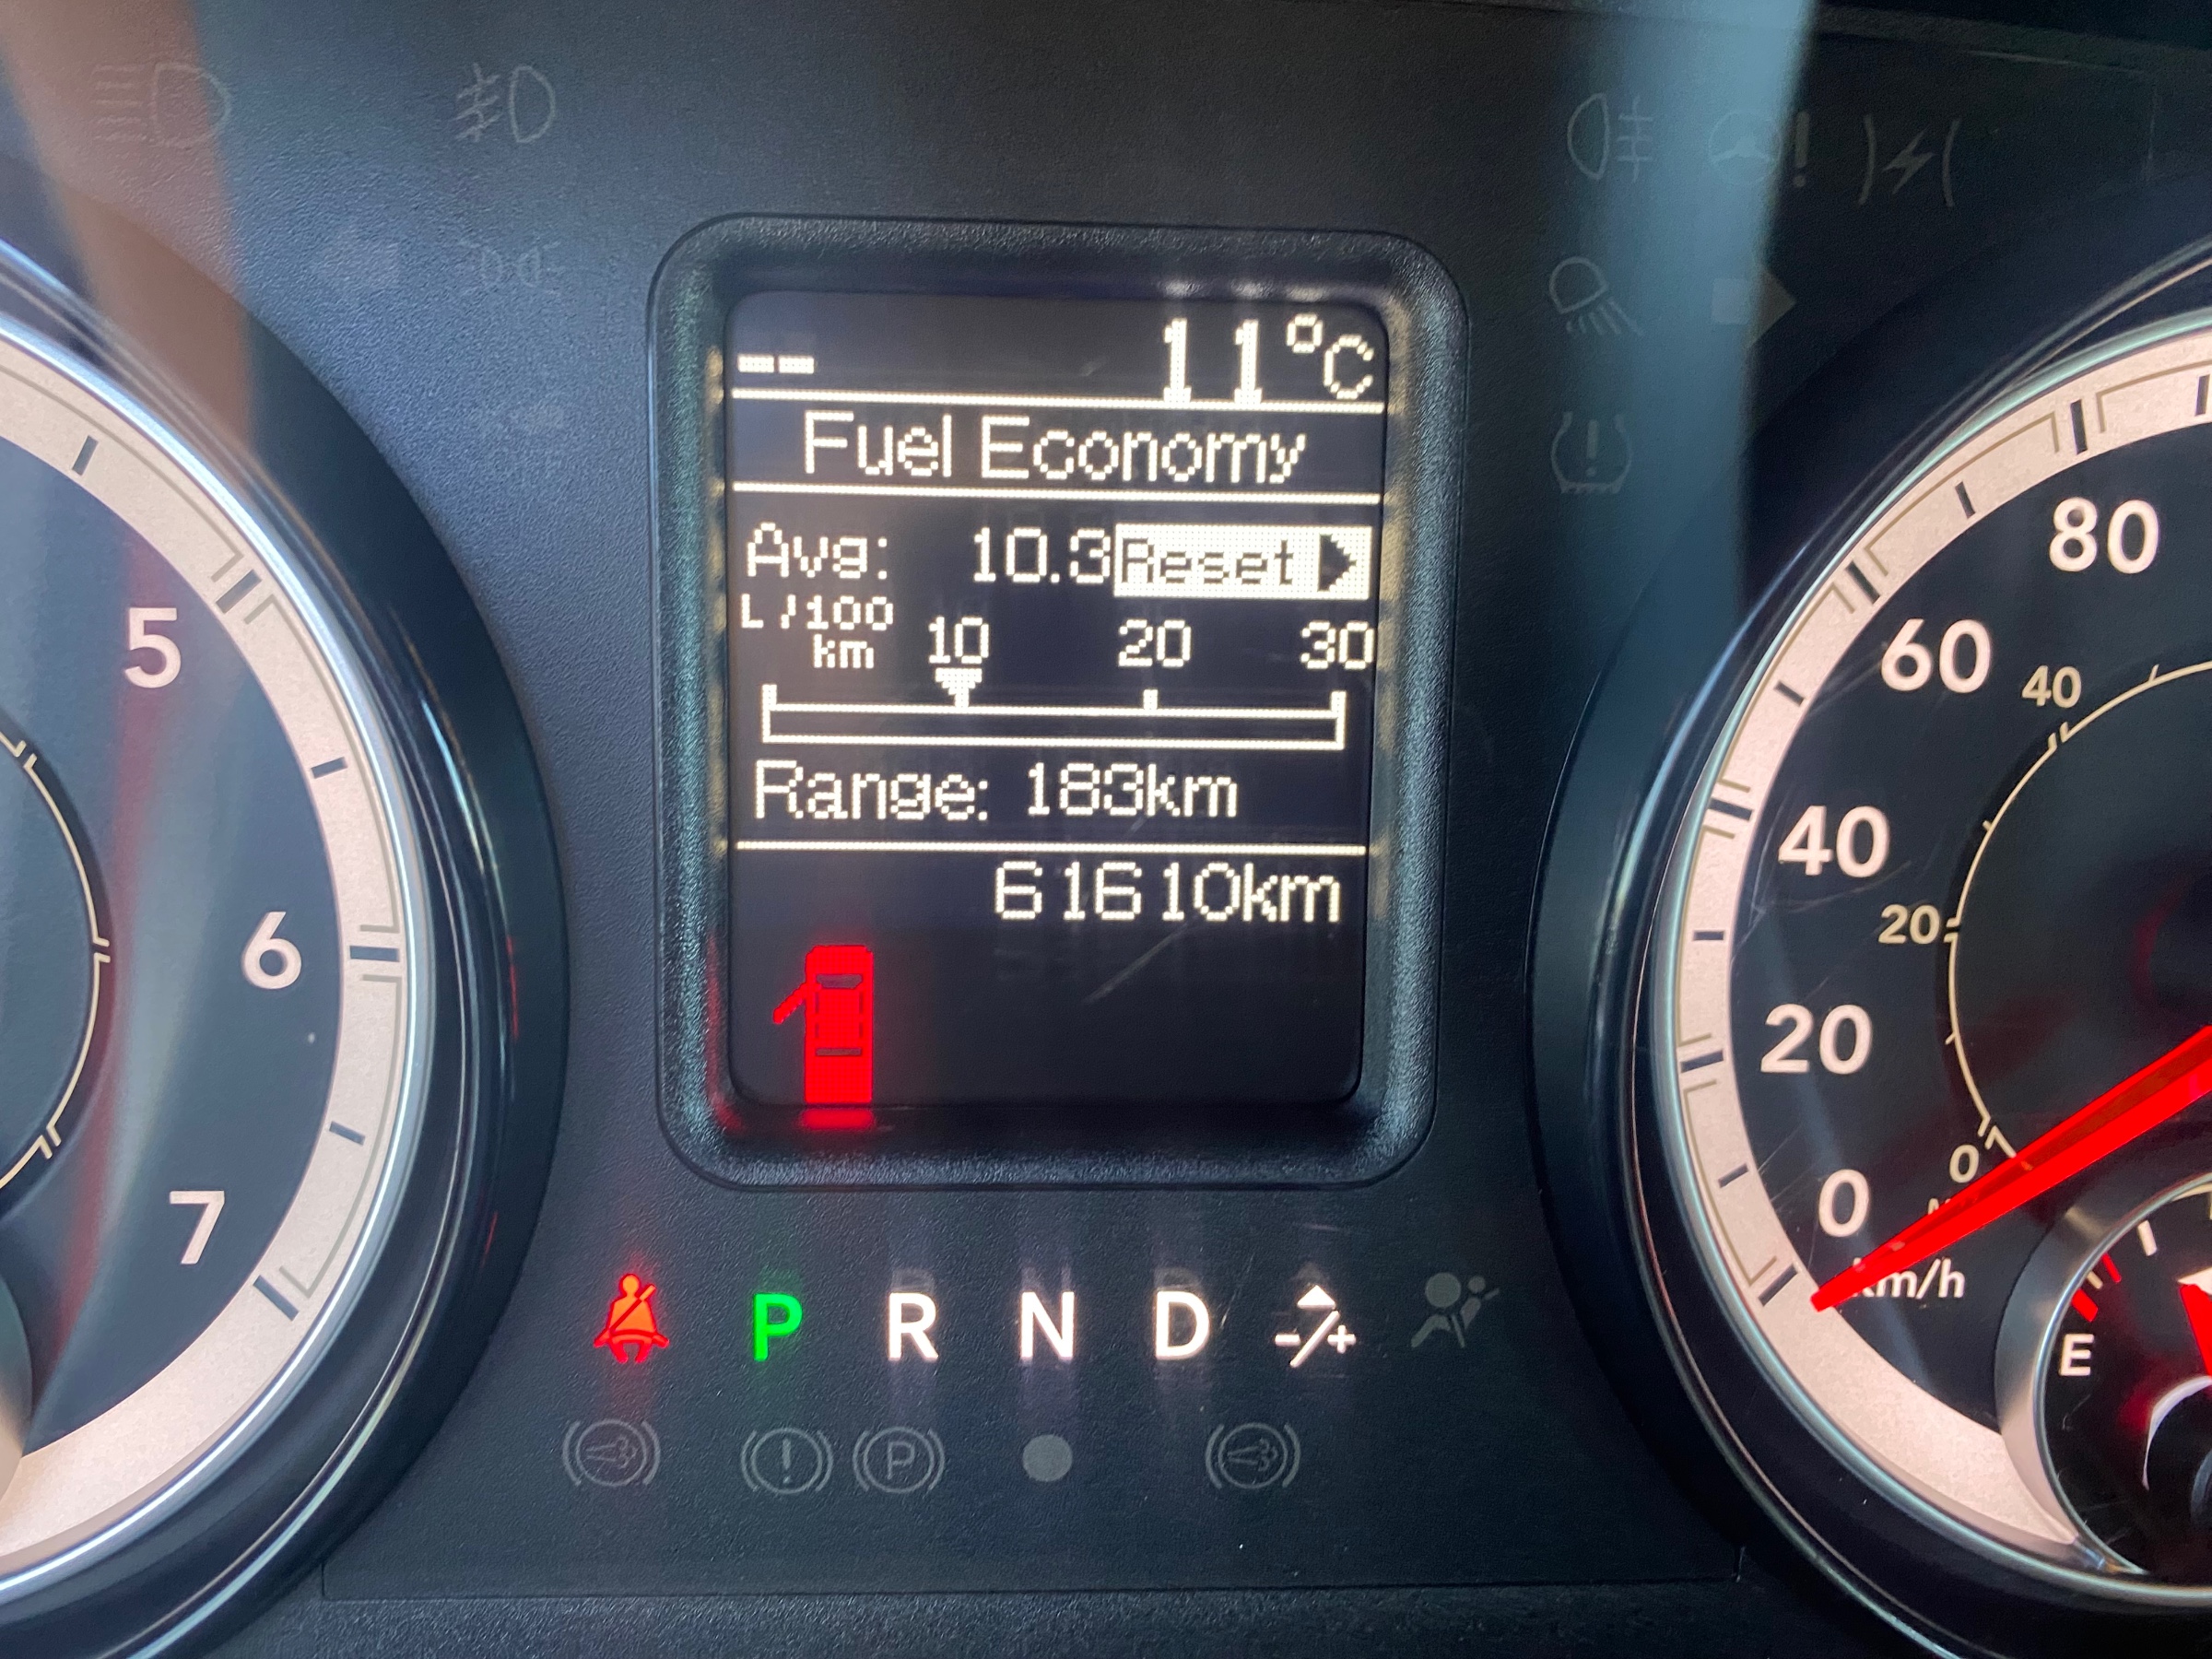 -- 11°C
Fuel Economy
Avg: 10.3 Reset
L/100
km
10 20 30
Range: 183km
61610km
5
6
7
P R N D -/+
80
60
40
20
0
km/h
40
20
0
E
P